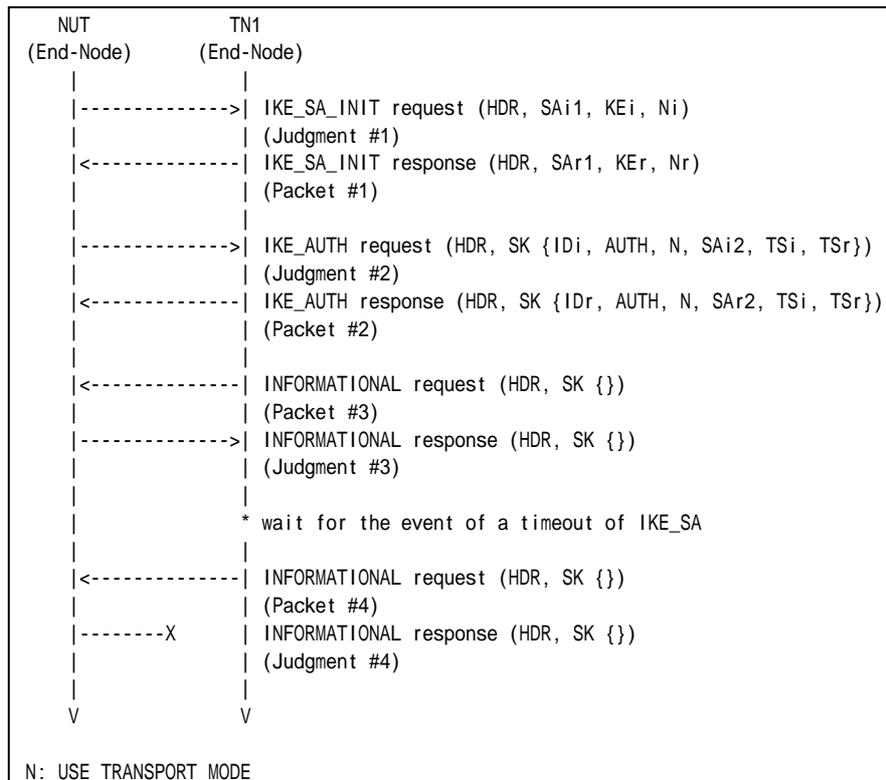 NUT TN1
(End-Node) (End-Node)
| |
|-------------->| IKE_SA_INIT request (HDR, SAi1, KEi, Ni)
| | (Judgment #1)
|<--------------| IKE_SA_INIT response (HDR, SAr1, KEr, Nr)
| | (Packet #1)
| |
|-------------->| IKE_AUTH request (HDR, SK {IDi, AUTH, N, SAi2, TSi, TSr})
| | (Judgment #2)
|<--------------| IKE_AUTH response (HDR, SK {IDr, AUTH, N, SAr2, TSi, TSr})
| | (Packet #2)
| |
|<--------------| INFORMATIONAL request (HDR, SK {})
| | (Packet #3)
|-------------->| INFORMATIONAL response (HDR, SK {})
| | (Judgment #3)
| |
| * wait for the event of a timeout of IKE_SA
| |
|<--------------| INFORMATIONAL request (HDR, SK {})
| | (Packet #4)
|--------X | INFORMATIONAL response (HDR, SK {})
| | (Judgment #4)
| |
V V
N: USE TRANSPORT MODE